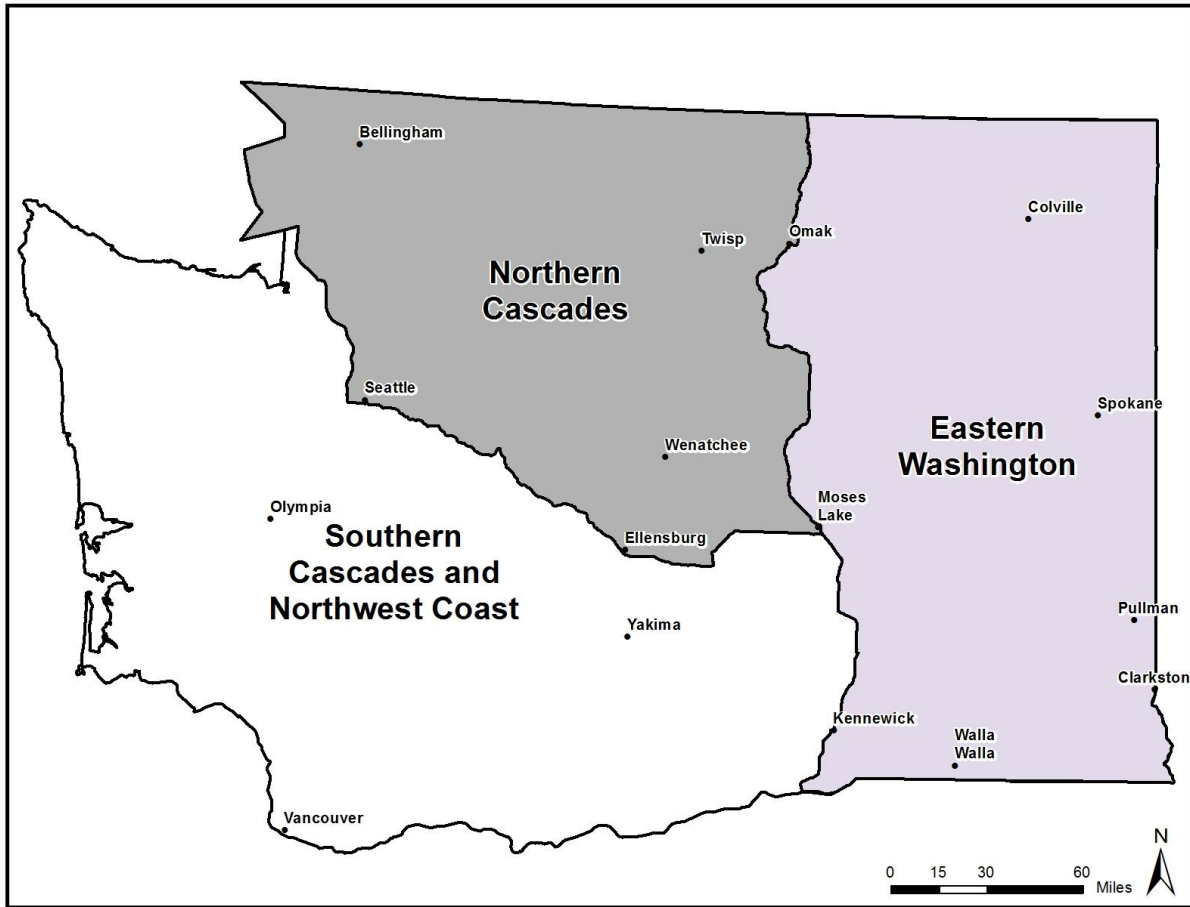 Bellingham
Colville
Omak
Twisp
Northern
Cascades
Seattle
Spokane
Eastern
Washington
Wenatchee
Moses
Lake
Olympia
Ellensburg
Southern
Cascades and
Northwest Coast
Yakima
Pullman
Clarkston
Kennewick
Walla
Walla
Vancouver
N
0 15 30 60
Miles